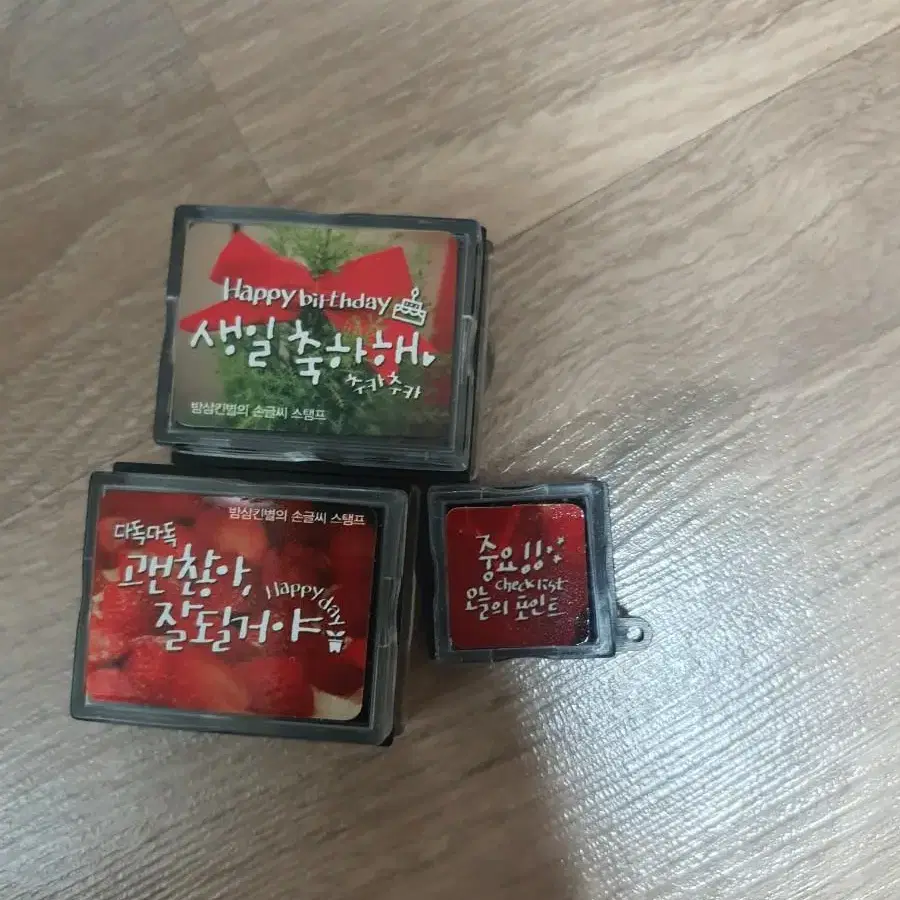 Happy birthday
생일 축하해
추카추카
밤삼킨별의 손글씨 스탬프
밤삼킨별의 손글씨 스탬프
다독다독
괜찮아,
Happy day
잘될거야
중요!!
checklist
오늘의 포인트